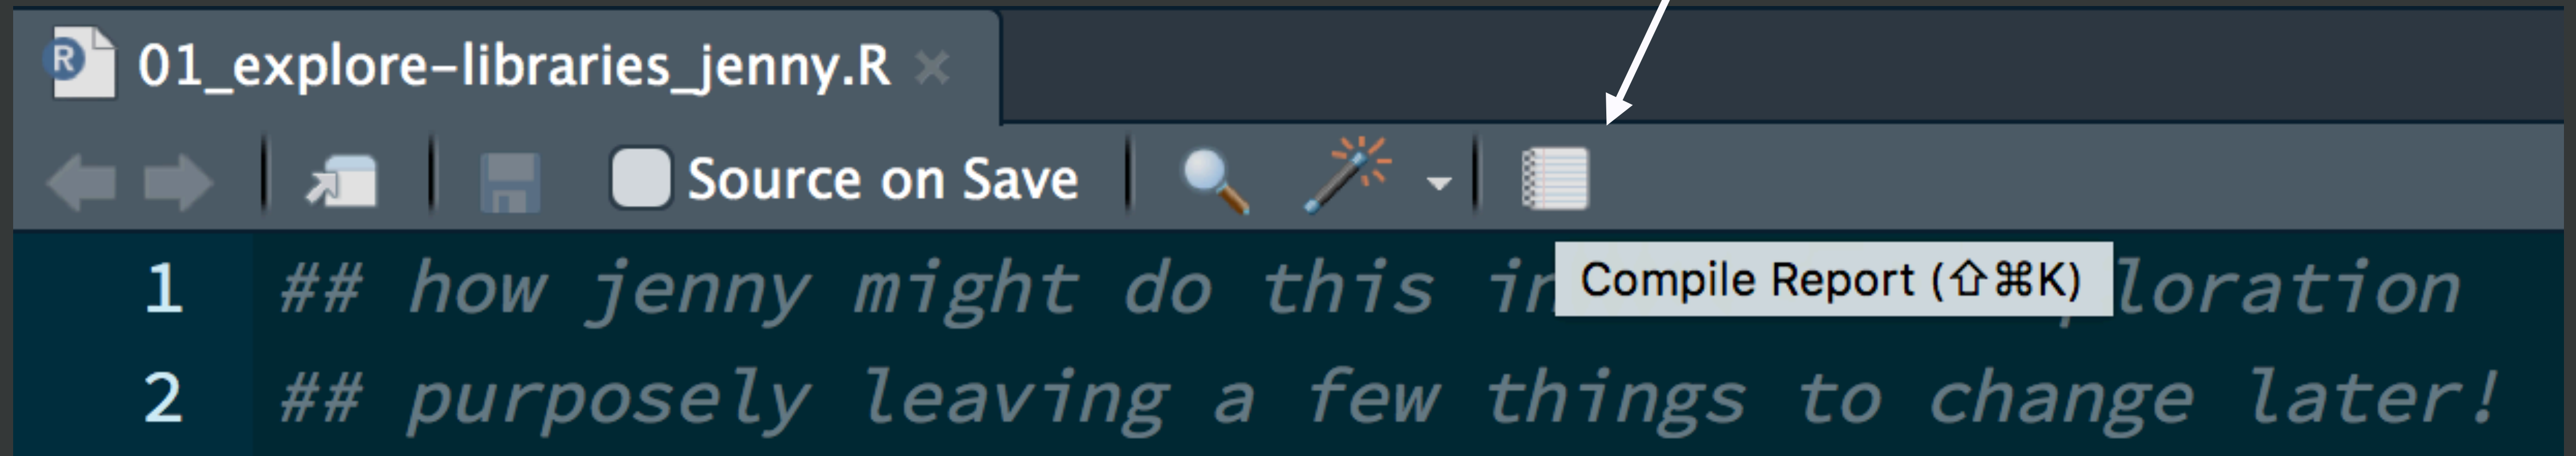 R
01_explore-libraries_jenny.R
Source on Save
Compile Report (⇧⌘K)
1 ## how jenny might do this in loration
2 ## purposely leaving a few things to change later!